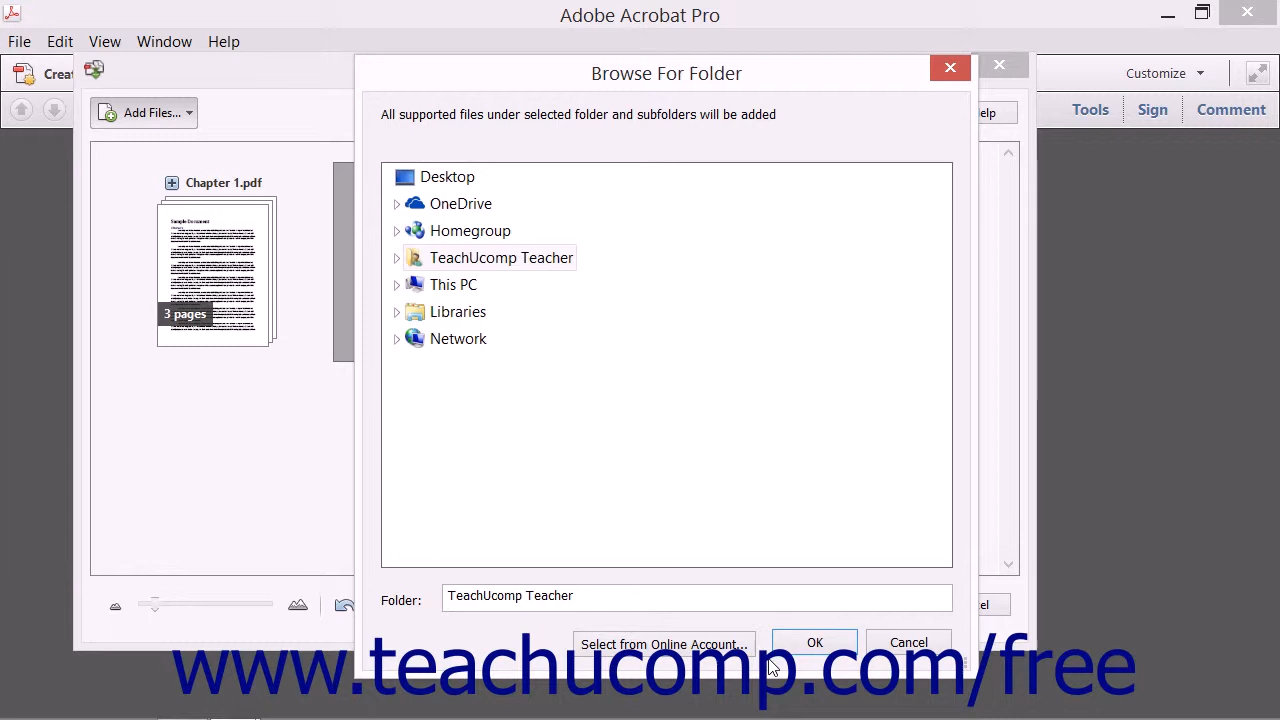 Adobe Acrobat Pro
File Edit View Window Help
Customize
Tools Sign Comment
Add Files...
Chapter 1.pdf
Sample Document
3 pages
Browse For Folder
All supported files under selected folder and subfolders will be added
Desktop
OneDrive
Homegroup
TeachUcomp Teacher
This PC
Libraries
Network
Folder: TeachUcomp Teacher
Select from Online Account... OK Cancel
www.teachucomp.com/free